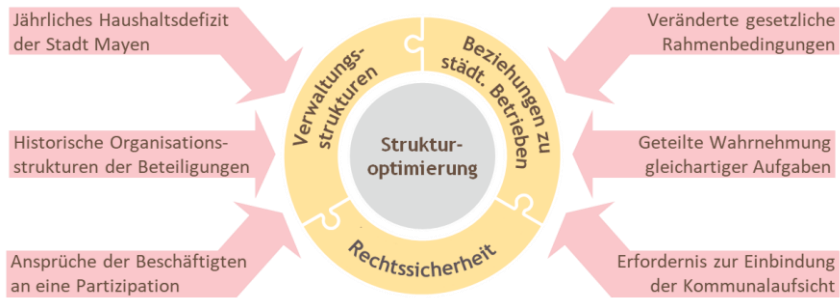 Jährliches Haushaltsdefizit
der Stadt Mayen
Historische Organisations-
strukturen der Beteiligungen
Ansprüche der Beschäftigten
an eine Partizipation
Verwaltungs-
strukturen
Beziehungen zu
städt. Betrieben
Struktur-
optimierung
Rechtssicherheit
Veränderte gesetzliche
Rahmenbedingungen
Geteilte Wahrnehmung
gleichartiger Aufgaben
Erfordernis zur Einbindung
der Kommunalaufsicht